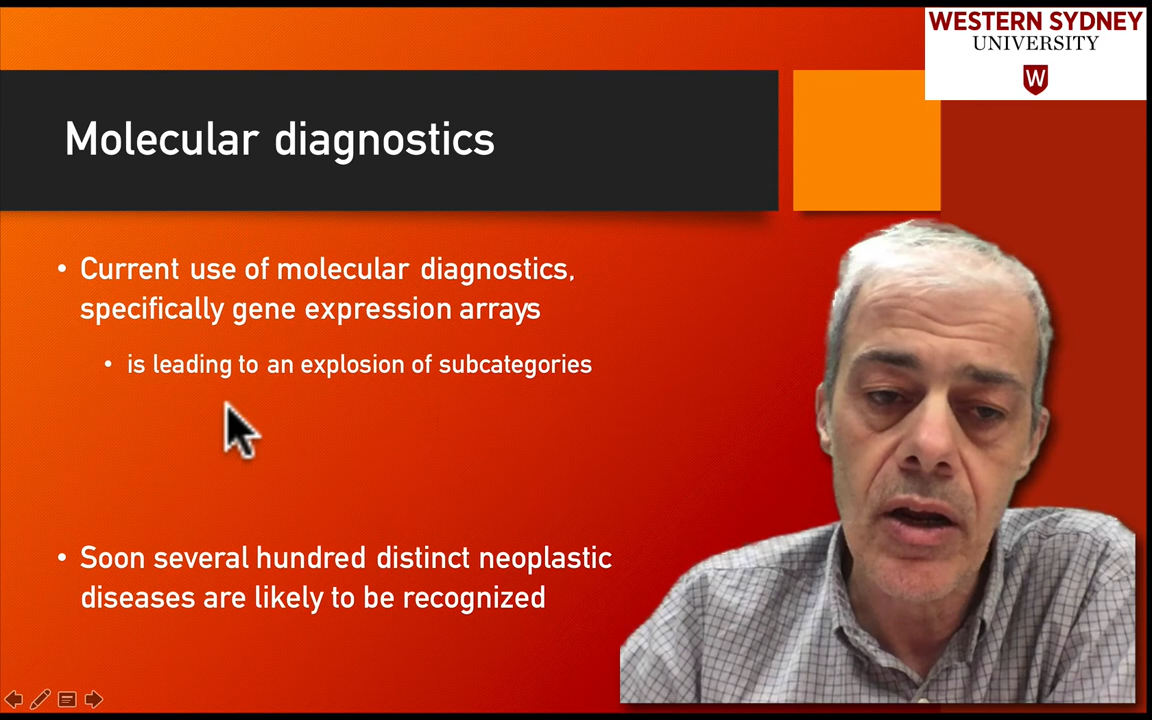 WESTERN SYDNEY
UNIVERSITY
W
Molecular diagnostics
• Current use of molecular diagnostics,
specifically gene expression arrays
• is leading to an explosion of subcategories
• Soon several hundred distinct neoplastic
diseases are likely to be recognized